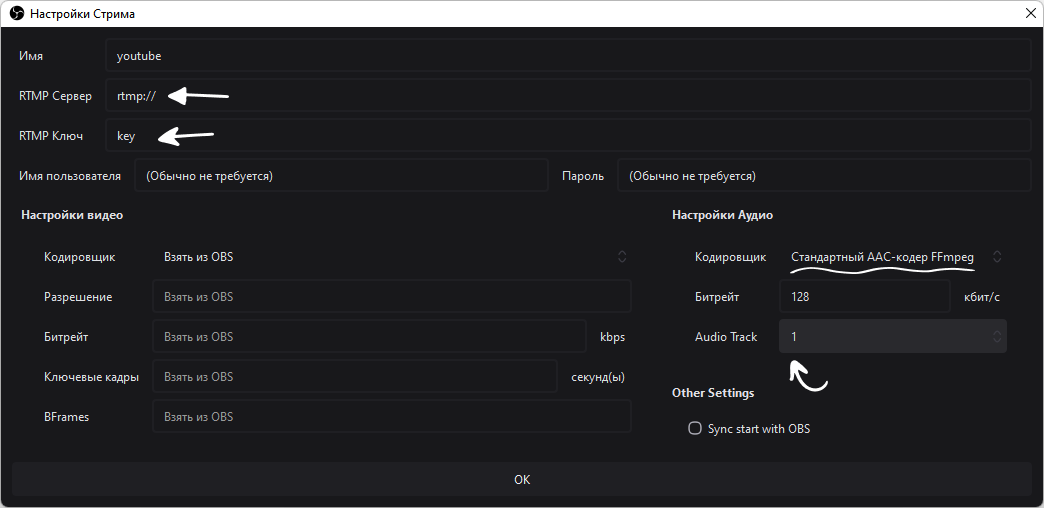 Настройки Стрима
Имя youtube
RTMP Сервер rtmp://
RTMP Ключ key
Имя пользователя (Обычно не требуется) Пароль (Обычно не требуется)
Настройки видео Настройки Аудио
Кодировщик Взять из OBS Кодировщик Стандартный AAC-кодер FFmpeg
Разрешение Взять из OBS Битрейт 128 кбит/с
Битрейт Взять из OBS kbps Audio Track 1
Ключевые кадры Взять из OBS секунд(ы)
Other Settings
BFrames Взять из OBS
Sync start with OBS
OK